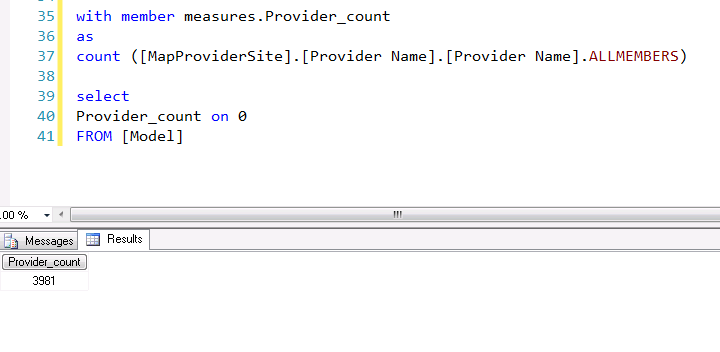 35 with member measures.Provider_count
36 as
37 count ([MapProviderSite].[Provider Name].[Provider Name].ALLMEMBERS)
38
39 select
40 Provider_count on 0
41 FROM [Model]
.00 %
Messages Results
Provider_count
3981